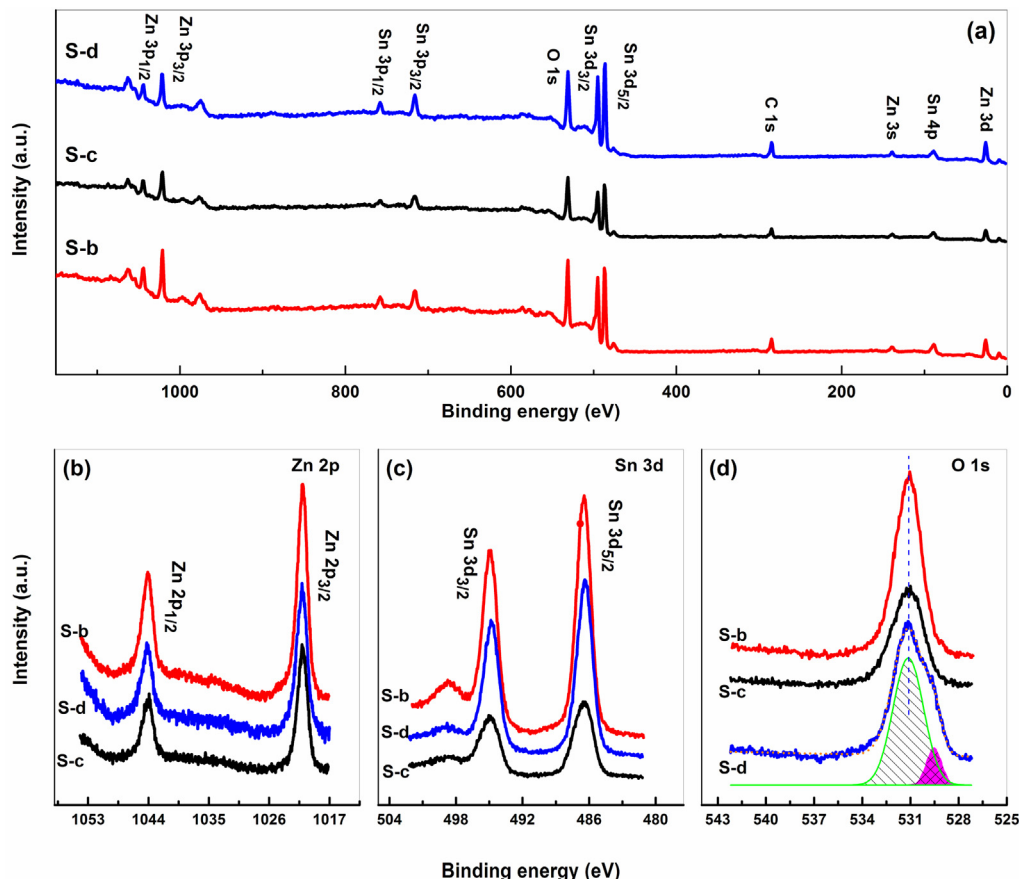 (a)
S-d
S-c
S-b
Zn 3p1/2
Zn 3p3/2
Sn 3p1/2
Sn 3p3/2
O 1s
Sn 3d3/2
Sn 3d5/2
C 1s
Zn 3s
Sn 4p
Zn 3d
Intensity (a.u.)
1000 800 600 400 200 0
Binding energy (eV)
(b) Zn 2p
Zn 2p1/2
Zn 2p3/2
S-b
S-d
S-c
Intensity (a.u.)
1053 1044 1035 1026 1017
(c) Sn 3d
Sn 3d3/2
Sn 3d5/2
S-b
S-d
S-c
504 498 492 486 480
(d) O 1s
S-b
S-c
S-d
543 540 537 534 531 528 525
Binding energy (eV)